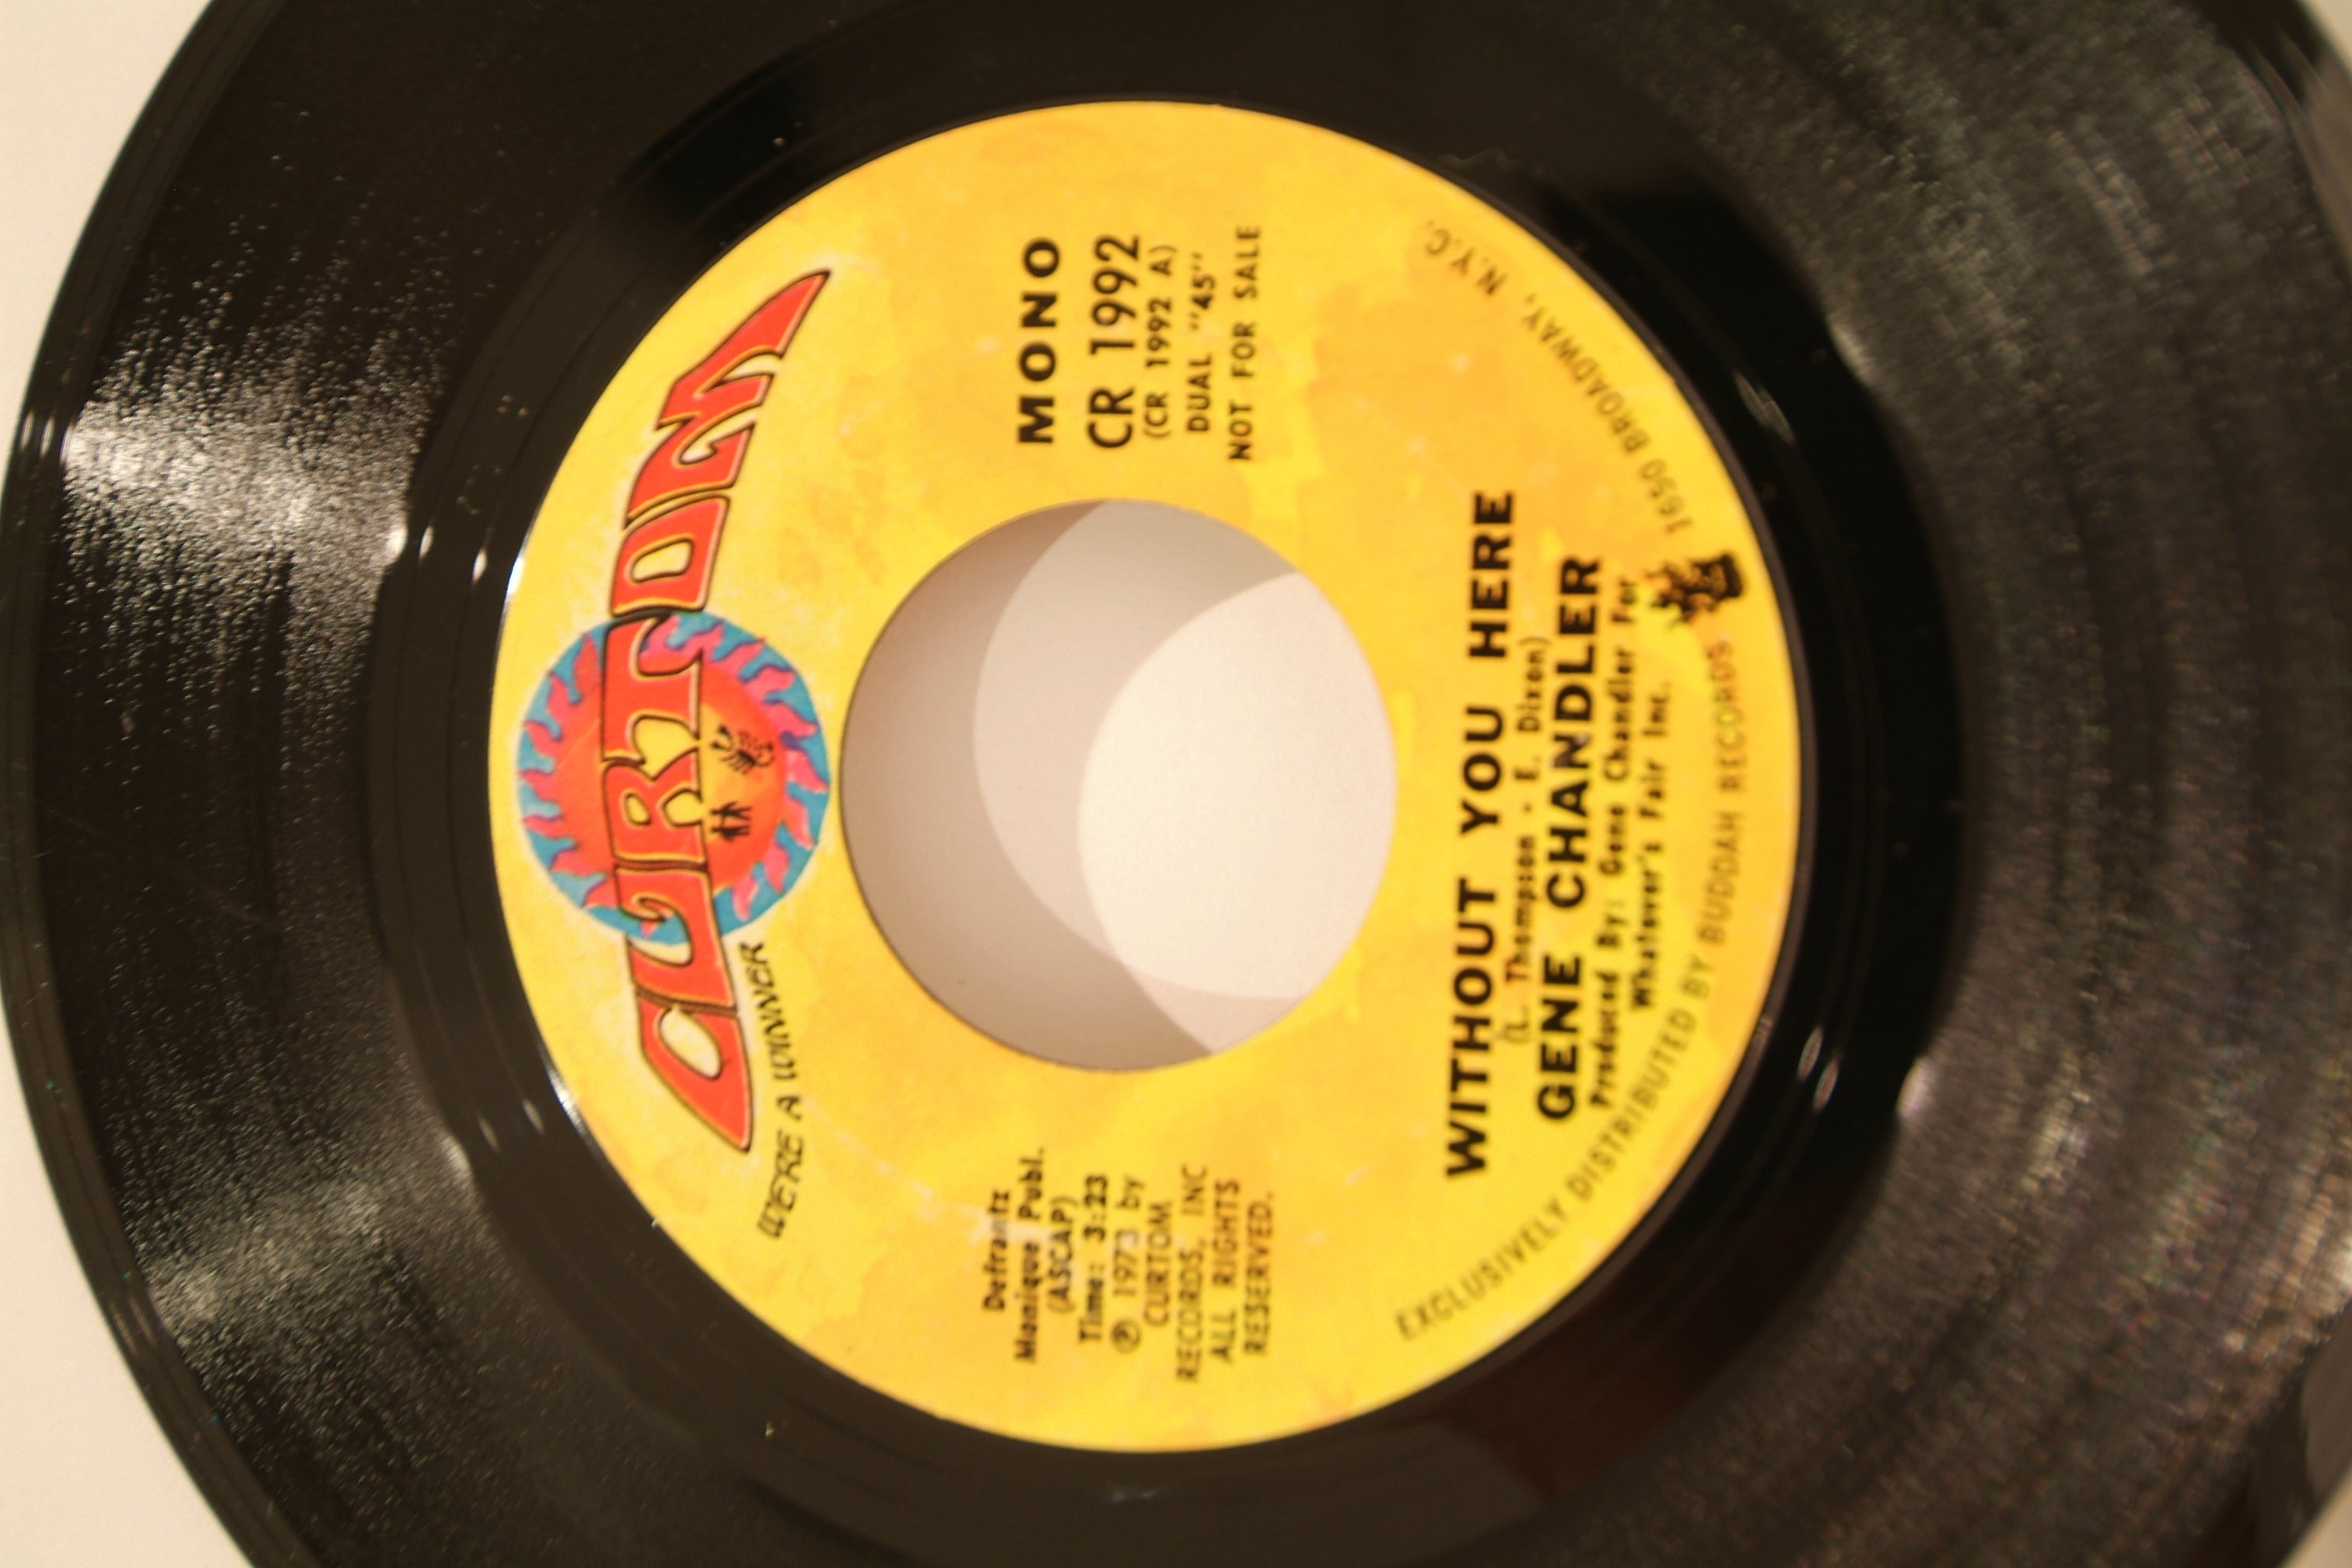 CURTOM
WERE A WINNER
MONO
CR 1992
(CR 1992 A)
DUAL "45"
NOT FOR SALE
Defrantz
Monique Publ.
(ASCAP)
Time: 3:23
℗ 1973 by
CURTOM
RECORDS, INC
ALL RIGHTS
RESERVED.
WITHOUT YOU HERE
(L. Thompson - E. Dixon)
GENE CHANDLER
Produced By: Gene Chandler For
Whatever's Fair Inc.
EXCLUSIVELY DISTRIBUTED BY BUDDAH RECORDS 1650 BROADWAY, N.Y.C.